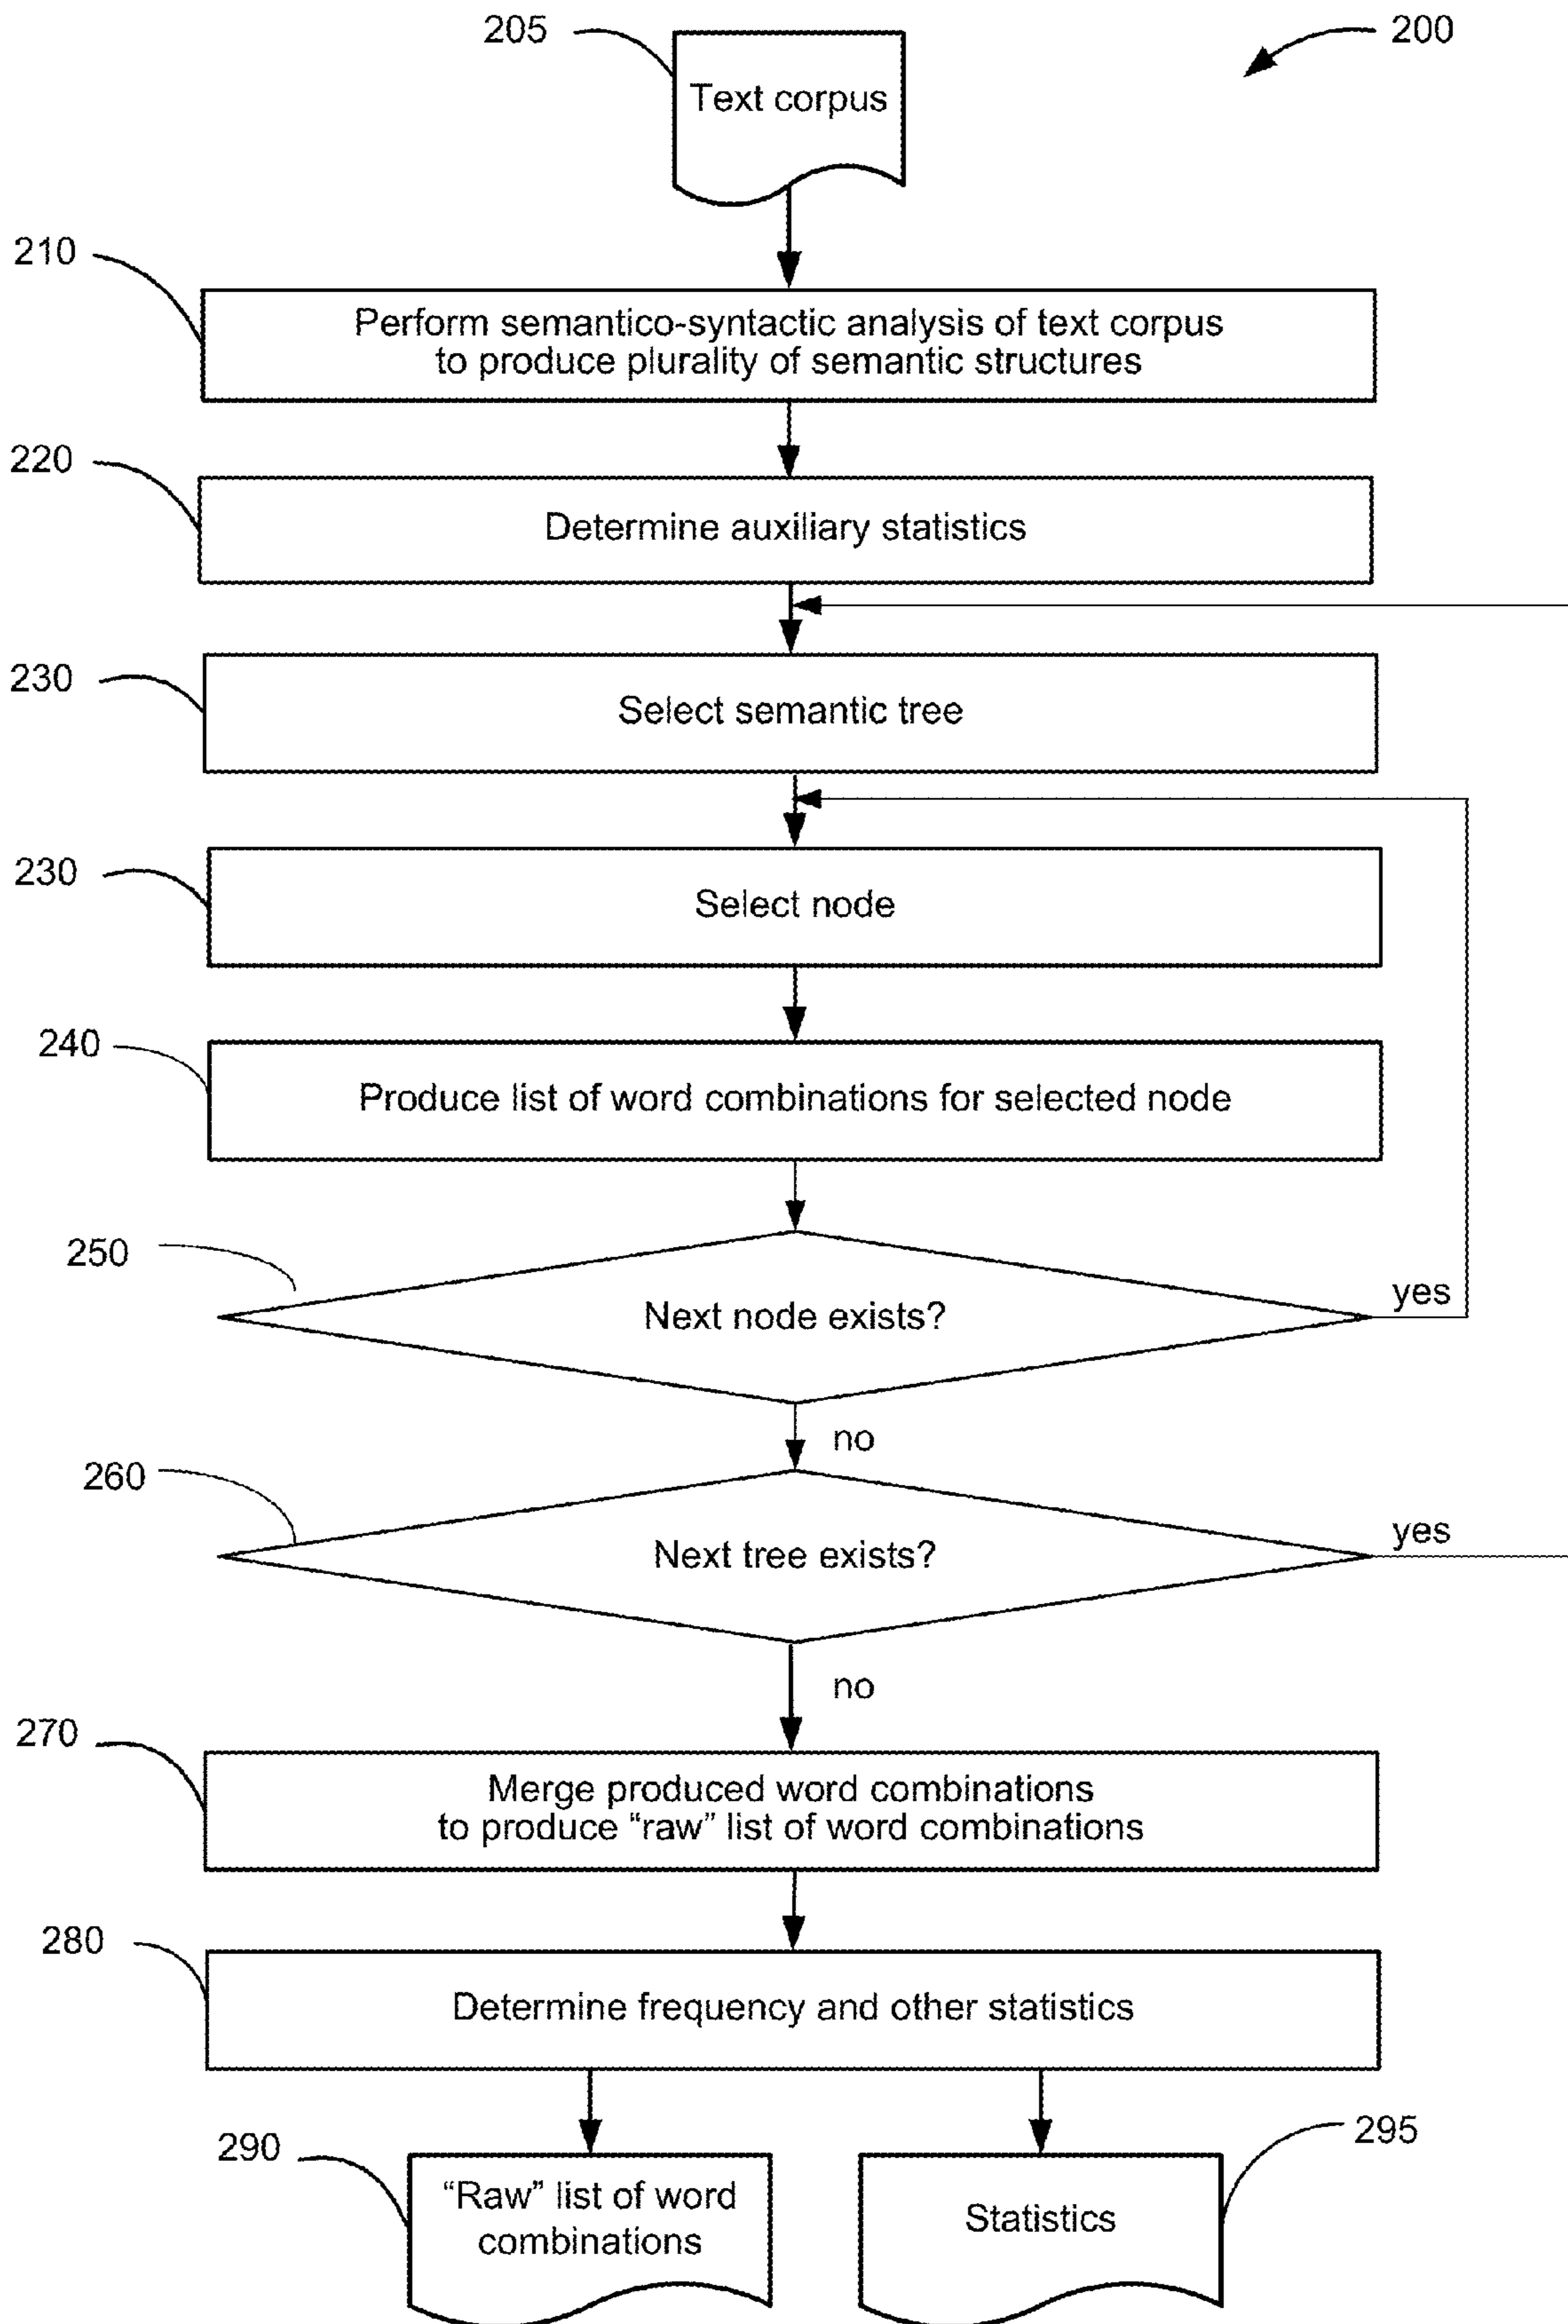 205
200
Text corpus
210
Perform semantico-syntactic analysis of text corpus
to produce plurality of semantic structures
220
Determine auxiliary statistics
230
Select semantic tree
230
Select node
240
Produce list of word combinations for selected node
250
Next node exists?
yes
no
260
Next tree exists?
yes
no
270
Merge produced word combinations
to produce “raw” list of word combinations
280
Determine frequency and other statistics
290
“Raw” list of word
combinations
295
Statistics